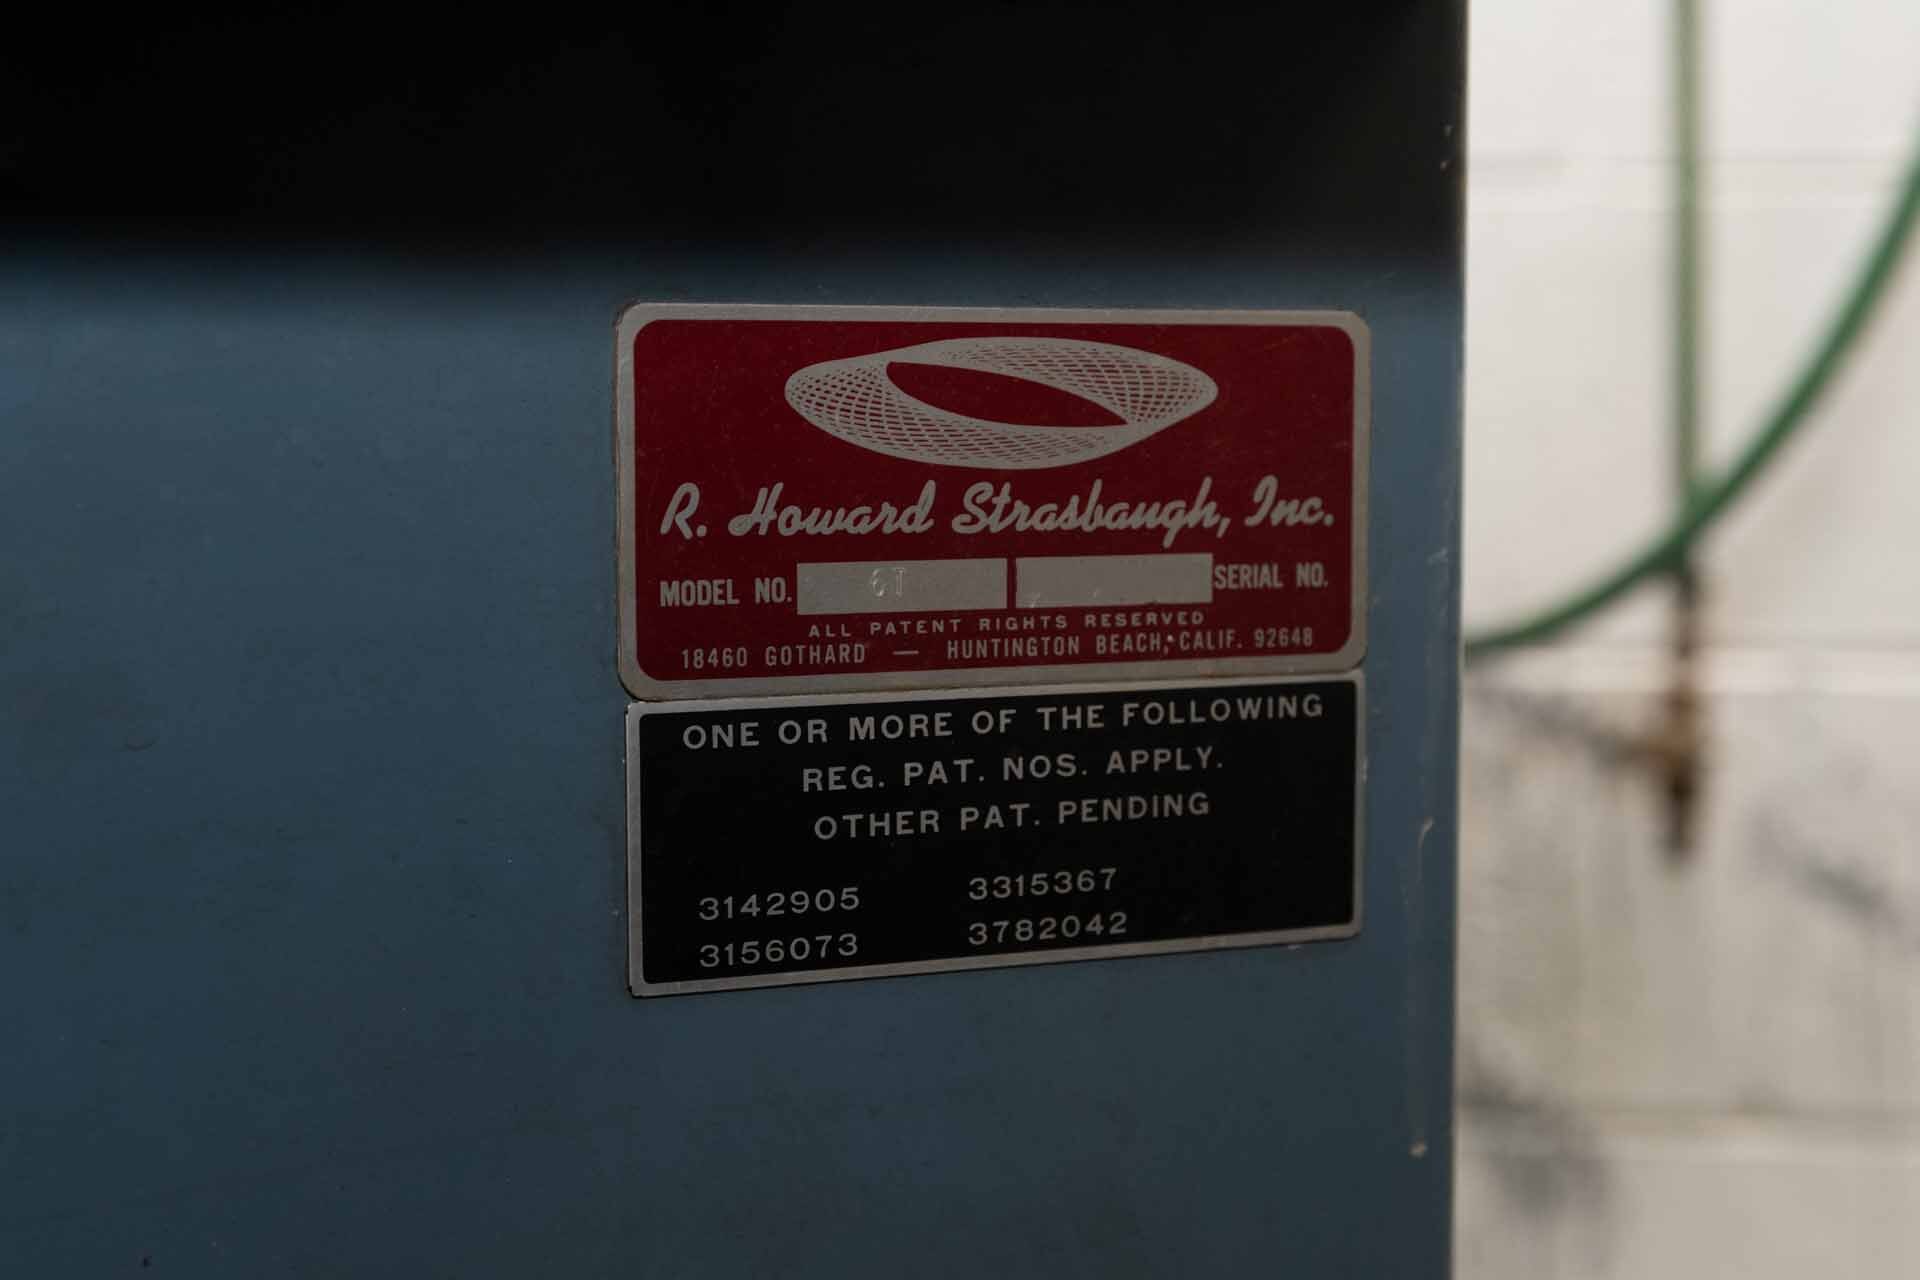 R. Howard Strasbaugh, Inc.
MODEL NO. 6T SERIAL NO.
ALL PATENT RIGHTS RESERVED
18460 GOTHARD — HUNTINGTON BEACH, CALIF. 92648
ONE OR MORE OF THE FOLLOWING
REG. PAT. NOS. APPLY.
OTHER PAT. PENDING
3142905 3315367
3156073 3782042